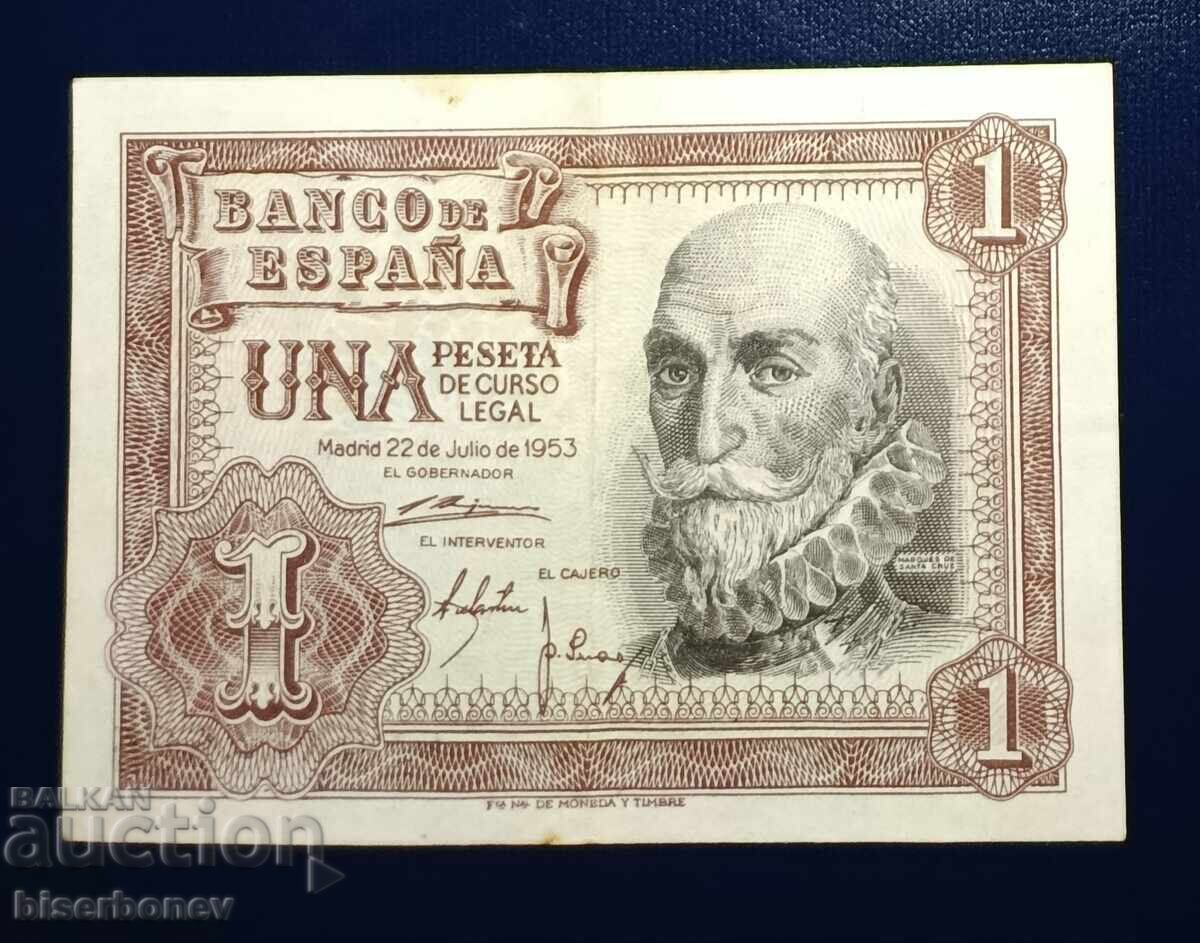 BANCO DE
ESPAÑA
UNA PESETA
DE CURSO
LEGAL
Madrid 22 de Julio de 1953
EL GOBERNADOR
EL INTERVENTOR
EL CAJERO
MARQUES DE
SANTA CRUZ
1
1
1
Fca Nal DE MONEDA Y TIMBRE
BALKAN
auction
biserbonev